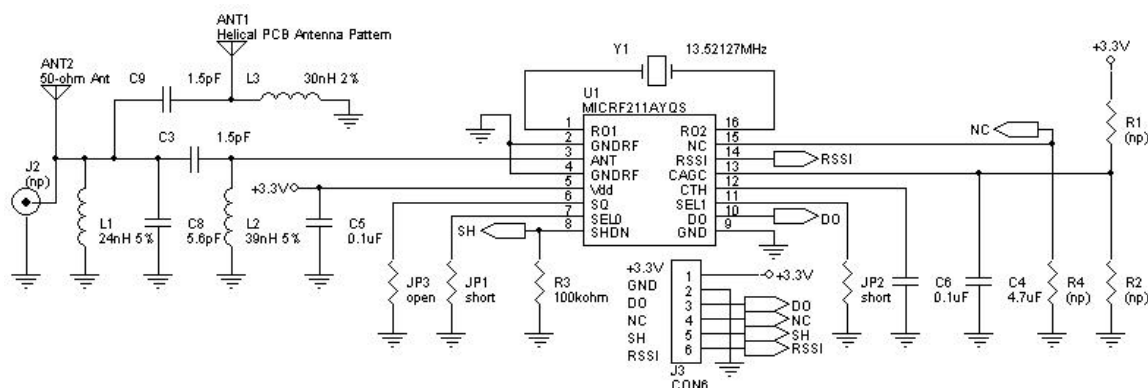 ANT1
Helical PCB Antenna Pattern
ANT2
50-ohm Ant
C9
1.5pF
L3
30nH 2%
Y1
13.52127MHz
+3.3V
U1
MICRF211AYQS
R1
(np)
C3
1.5pF
1
RO1
RO2
16
2
GNDRF
NC
15
NC
3
ANT
RSSI
14
RSSI
4
GNDRF
CAGC
13
5
Vdd
CTH
12
6
SQ
SEL1
11
7
SEL0
DO
10
DO
8
SHDN
GND
9
J2
(np)
+3.3V
L1
24nH 5%
C8
5.6pF
L2
39nH 5%
C5
0.1uF
SH
JP3
open
JP1
short
R3
100kohm
+3.3V
1
+3.3V
GND
2
DO
3
DO
NC
4
NC
SH
5
SH
RSSI
6
RSSI
J3
CON6
JP2
short
C6
0.1uF
C4
4.7uF
R4
(np)
R2
(np)